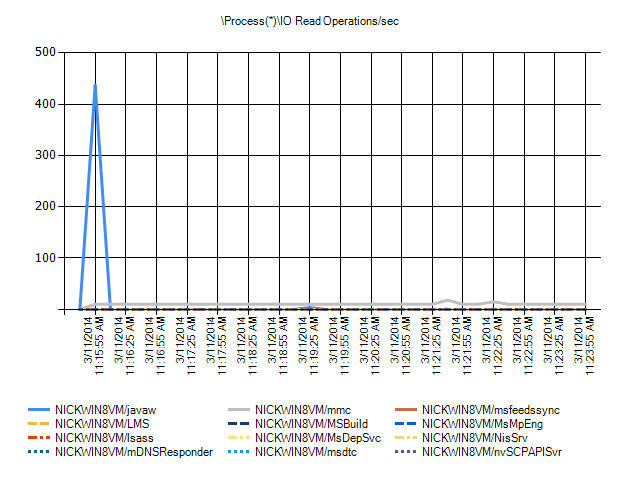 \Process(*)\IO Read Operations/sec
500
400
300
200
100
3/11/2014
11:15:55 AM
3/11/2014
11:16:25 AM
3/11/2014
11:16:55 AM
3/11/2014
11:17:25 AM
3/11/2014
11:17:55 AM
3/11/2014
11:18:25 AM
3/11/2014
11:18:55 AM
3/11/2014
11:19:25 AM
3/11/2014
11:19:55 AM
3/11/2014
11:20:25 AM
3/11/2014
11:20:55 AM
3/11/2014
11:21:25 AM
3/11/2014
11:21:55 AM
3/11/2014
11:22:25 AM
3/11/2014
11:22:55 AM
3/11/2014
11:23:25 AM
3/11/2014
11:23:55 AM
NICKWIN8VM/javaw NICKWIN8VM/mmc NICKWIN8VM/msfeedssync
NICKWIN8VM/LMS NICKWIN8VM/MSBuild NICKWIN8VM/MsMpEng
NICKWIN8VM/lsass NICKWIN8VM/MsDepSvc NICKWIN8VM/NisSrv
NICKWIN8VM/mDNSResponder NICKWIN8VM/msdtc NICKWIN8VM/nvSCPAPISvr